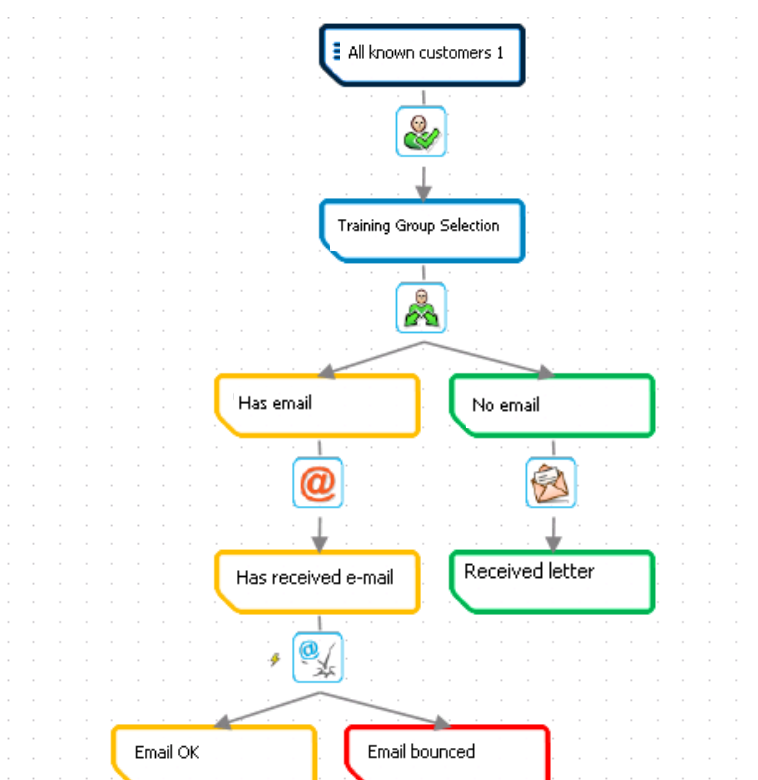 All known customers 1
Training Group Selection
Has email
No email
@
Has received e-mail
Received letter
@
Email OK
Email bounced